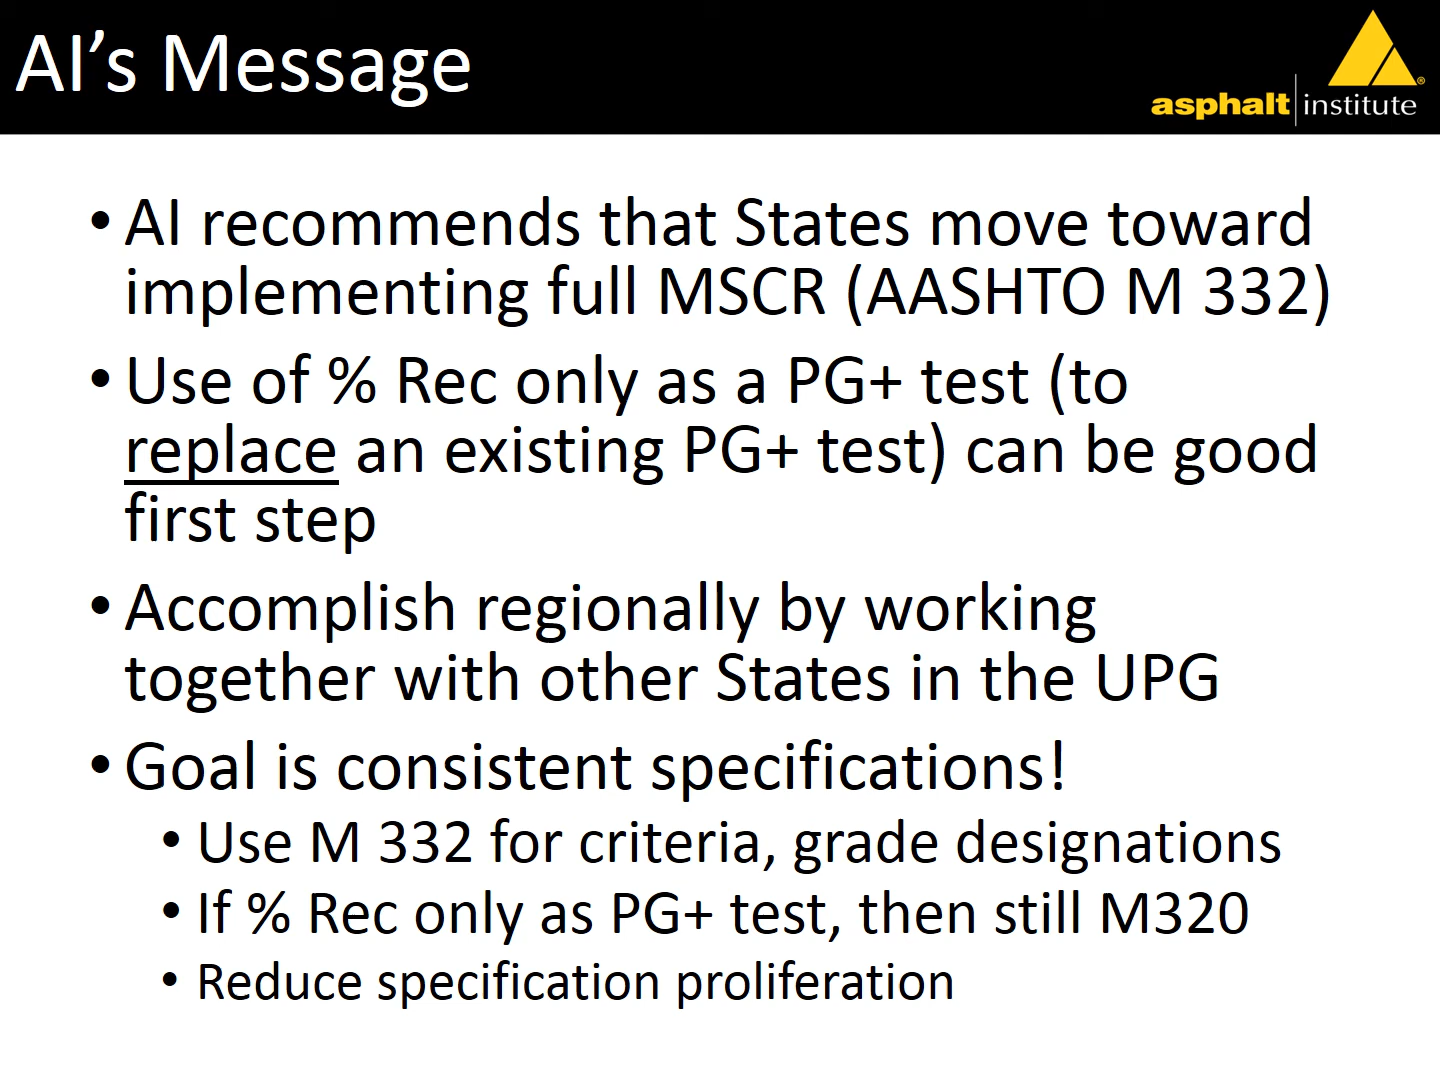 AI’s Message
asphalt institute®
• AI recommends that States move toward
implementing full MSCR (AASHTO M 332)
• Use of % Rec only as a PG+ test (to
replace an existing PG+ test) can be good
first step
• Accomplish regionally by working
together with other States in the UPG
• Goal is consistent specifications!
• Use M 332 for criteria, grade designations
• If % Rec only as PG+ test, then still M320
• Reduce specification proliferation